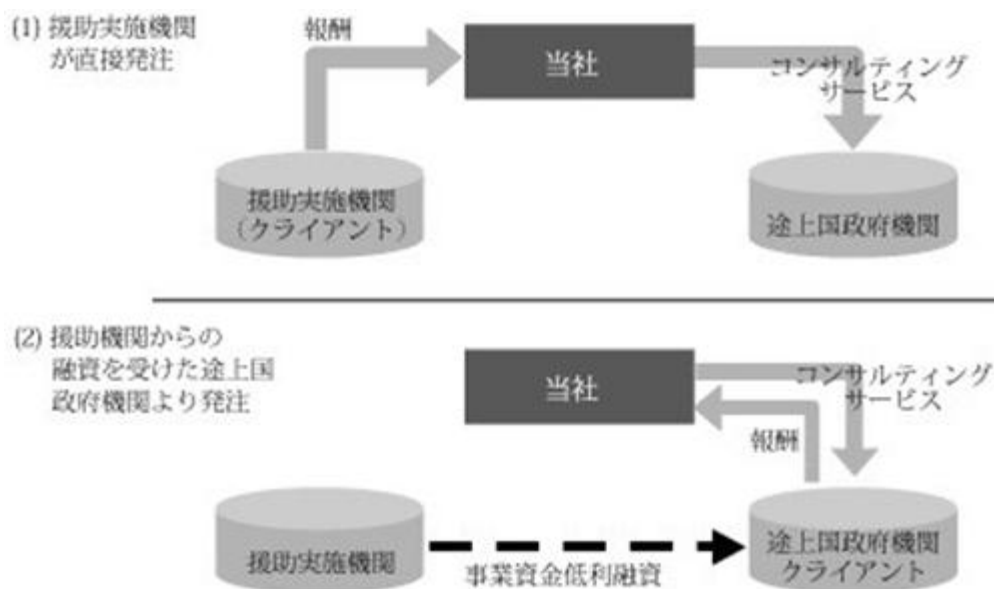 (1) 援助実施機関
が直接発注
報酬
当社
コンサルティング
サービス
援助実施機関
(クライアント)
途上国政府機関
(2) 援助機関からの
融資を受けた途上国
政府機関より発注
当社
コンサルティング
サービス
報酬
援助実施機関
事業資金低利融資
途上国政府機関
クライアント